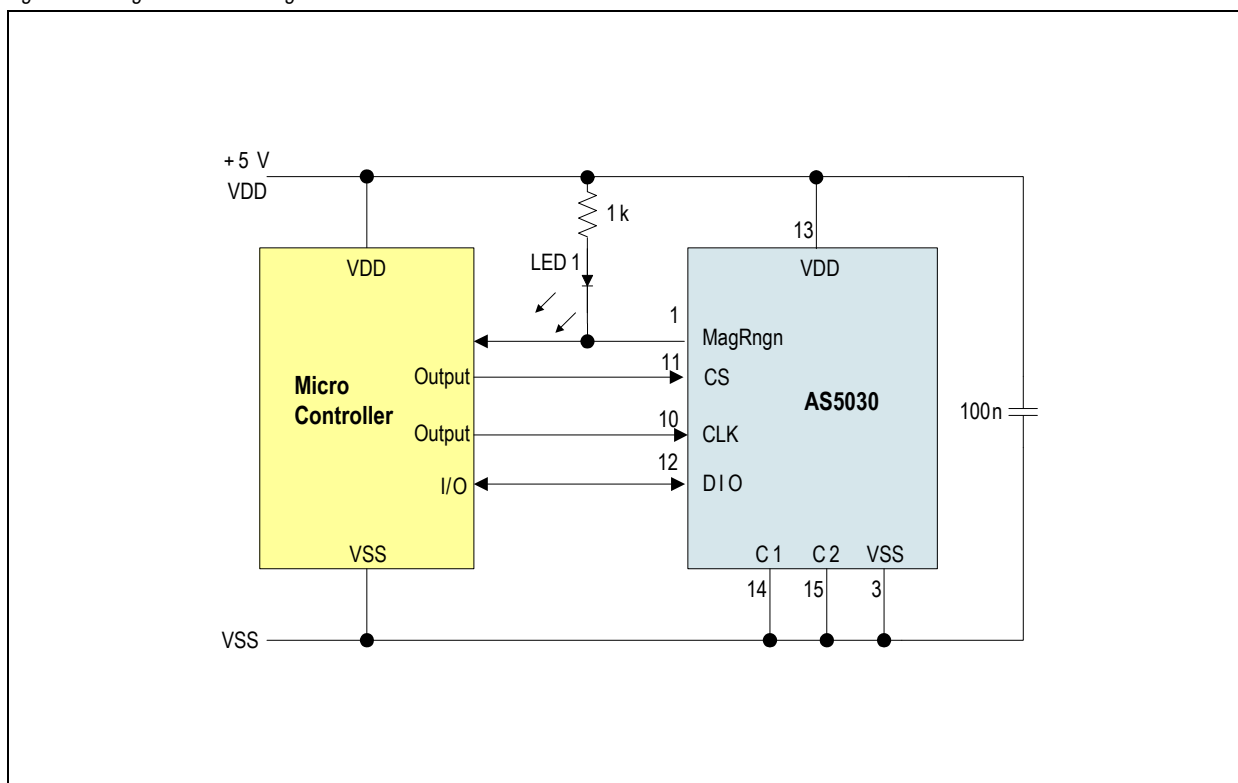 +5 V
VDD
1k
13
VDD
LED 1
VDD
1
MagRngn
Output
11
CS
Micro
Controller
AS5030
100n
Output
10
CLK
12
I/O
DIO
VSS
C1
C2
VSS
14
15
3
VSS